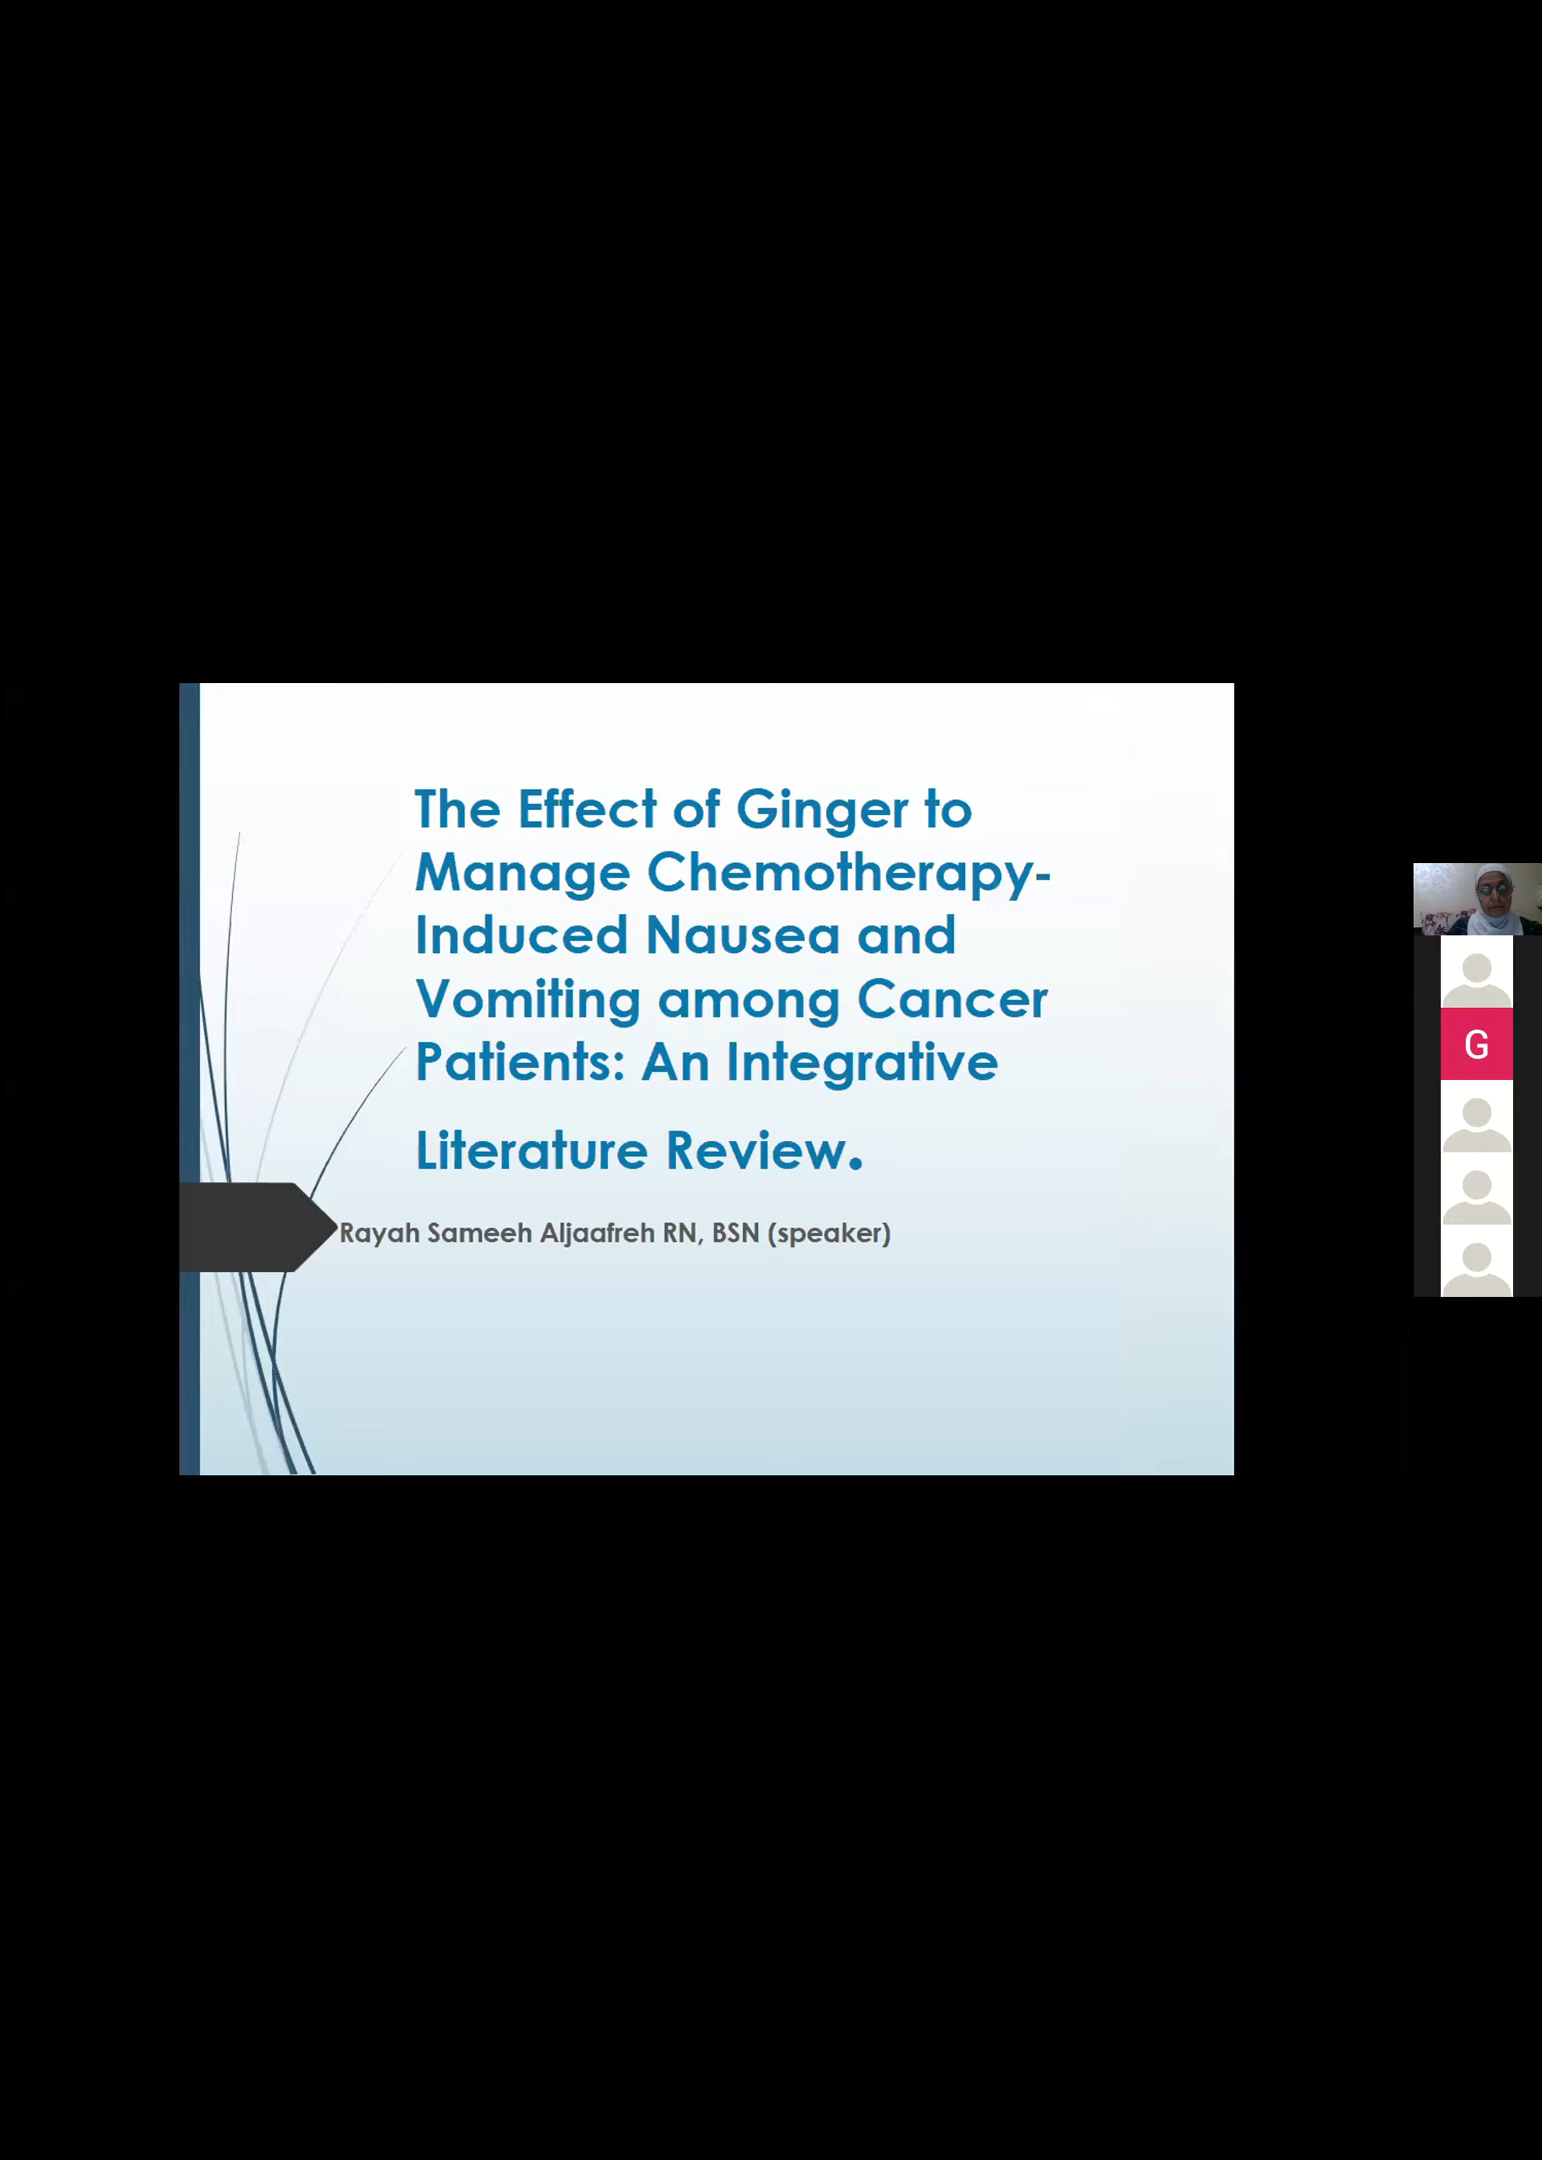 The Effect of Ginger to
Manage Chemotherapy-
Induced Nausea and
Vomiting among Cancer
Patients: An Integrative
Literature Review.
Rayah Sameeh Aljaafreh RN, BSN (speaker)
G